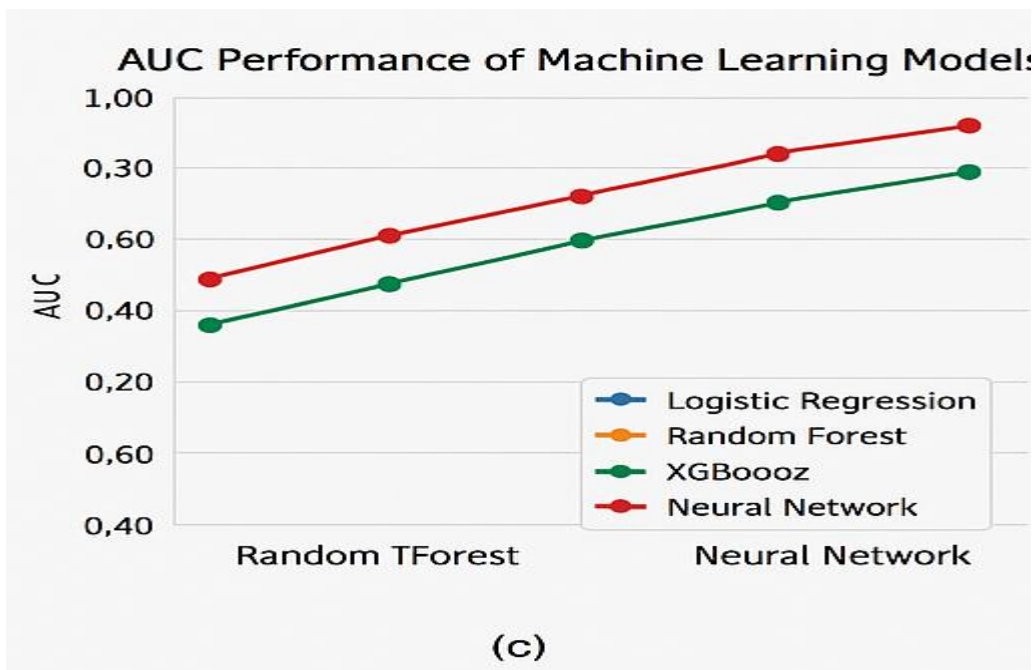 AUC Performance of Machine Learning Models
1,00
0.30
0,60
0,40
0,20
0,60
0,40
AUC
Logistic Regression
Random Forest
XGBoooz
Neural Network
Random TForest
Neural Network
(c)